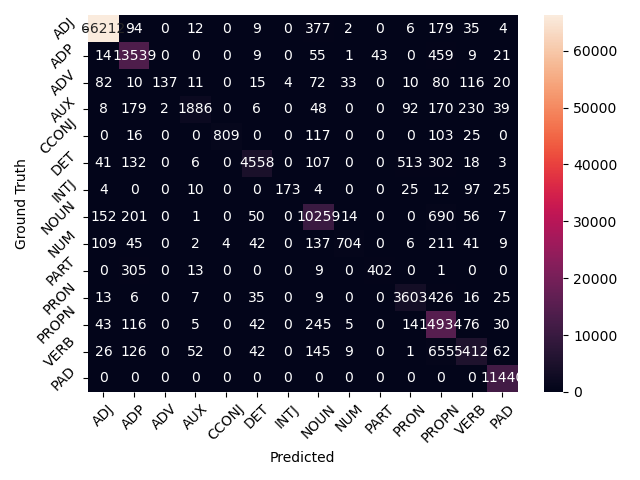 Ground Truth
ADJ 66212 94 0 12 0 9 0 377 2 0 6 179 35 4
ADP 14 13539 0 0 0 9 0 55 1 43 0 459 9 21
ADV 82 10 137 11 0 15 4 72 33 0 10 80 116 20
AUX 8 179 2 1886 0 6 0 48 0 0 92 170 230 39
CCONJ 0 16 0 0 809 0 0 117 0 0 0 103 25 0
DET 41 132 0 6 0 4558 0 107 0 0 513 302 18 3
INTJ 4 0 0 10 0 0 173 4 0 0 25 12 97 25
NOUN 152 201 0 1 0 50 0 10259 14 0 0 690 56 7
NUM 109 45 0 2 4 42 0 137 704 0 6 211 41 9
PART 0 305 0 13 0 0 0 9 0 402 0 1 0 0
PRON 13 6 0 7 0 35 0 9 0 0 3603 426 16 25
PROPN 43 116 0 5 0 42 0 245 5 0 14 14934 76 30
VERB 26 126 0 52 0 42 0 145 9 0 1 655 5412 62
PAD 0 0 0 0 0 0 0 0 0 0 0 0 0
ADJ ADP ADV AUX CCONJ DET INTJ NOUN NUM PART PRON PROPN VERB PAD
Predicted
60000
50000
40000
30000
20000
10000
0